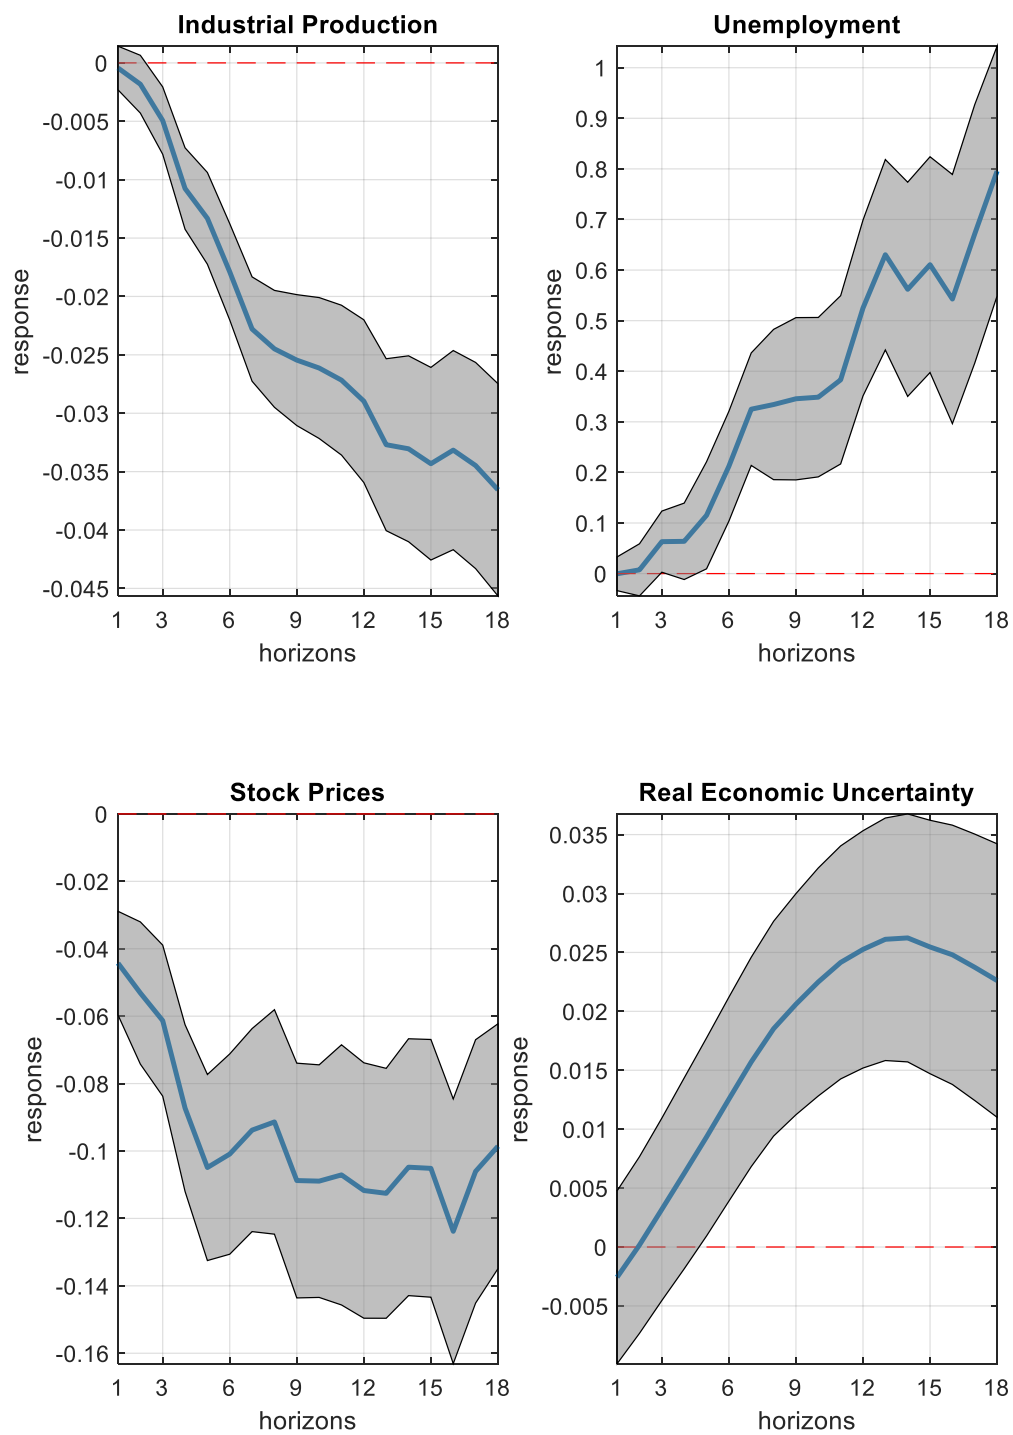 Industrial Production
0
-0.005
-0.01
-0.015
-0.02
-0.025
-0.03
-0.035
-0.04
-0.045
response
1 3 6 9 12 15 18
horizons
Unemployment
1
0.9
0.8
0.7
0.6
0.5
0.4
0.3
0.2
0.1
0
response
1 3 6 9 12 15 18
horizons
Stock Prices
0
-0.02
-0.04
-0.06
-0.08
-0.1
-0.12
-0.14
-0.16
response
1 3 6 9 12 15 18
horizons
Real Economic Uncertainty
0.035
0.03
0.025
0.02
0.015
0.01
0.005
0
-0.005
response
1 3 6 9 12 15 18
horizons